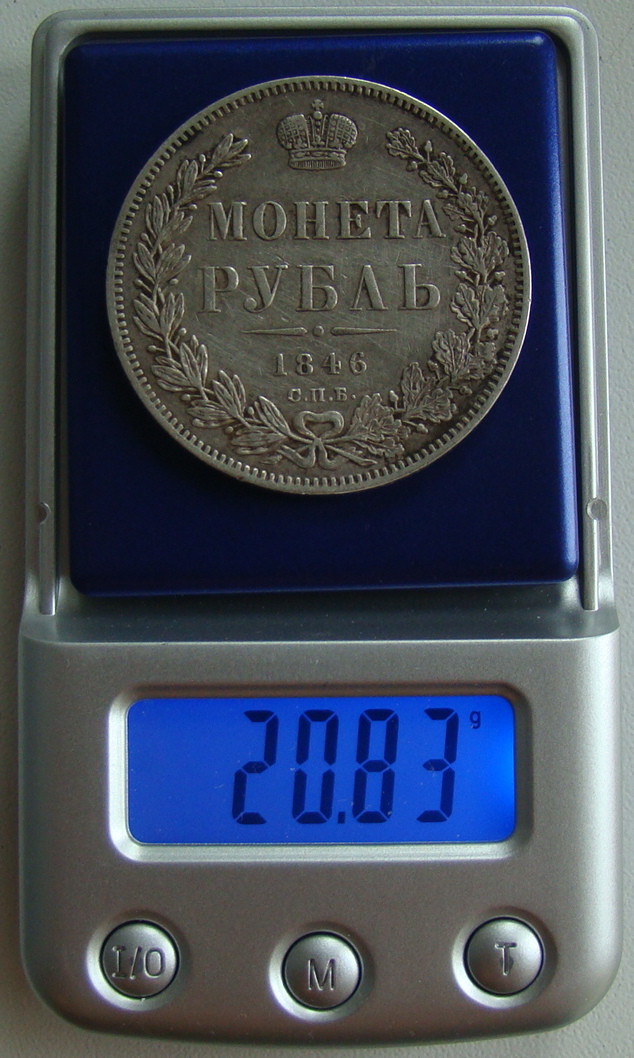 МОНЕТА
РУБЛЬ
1846
С.П.Б.
20.83 g
I/O
M
T